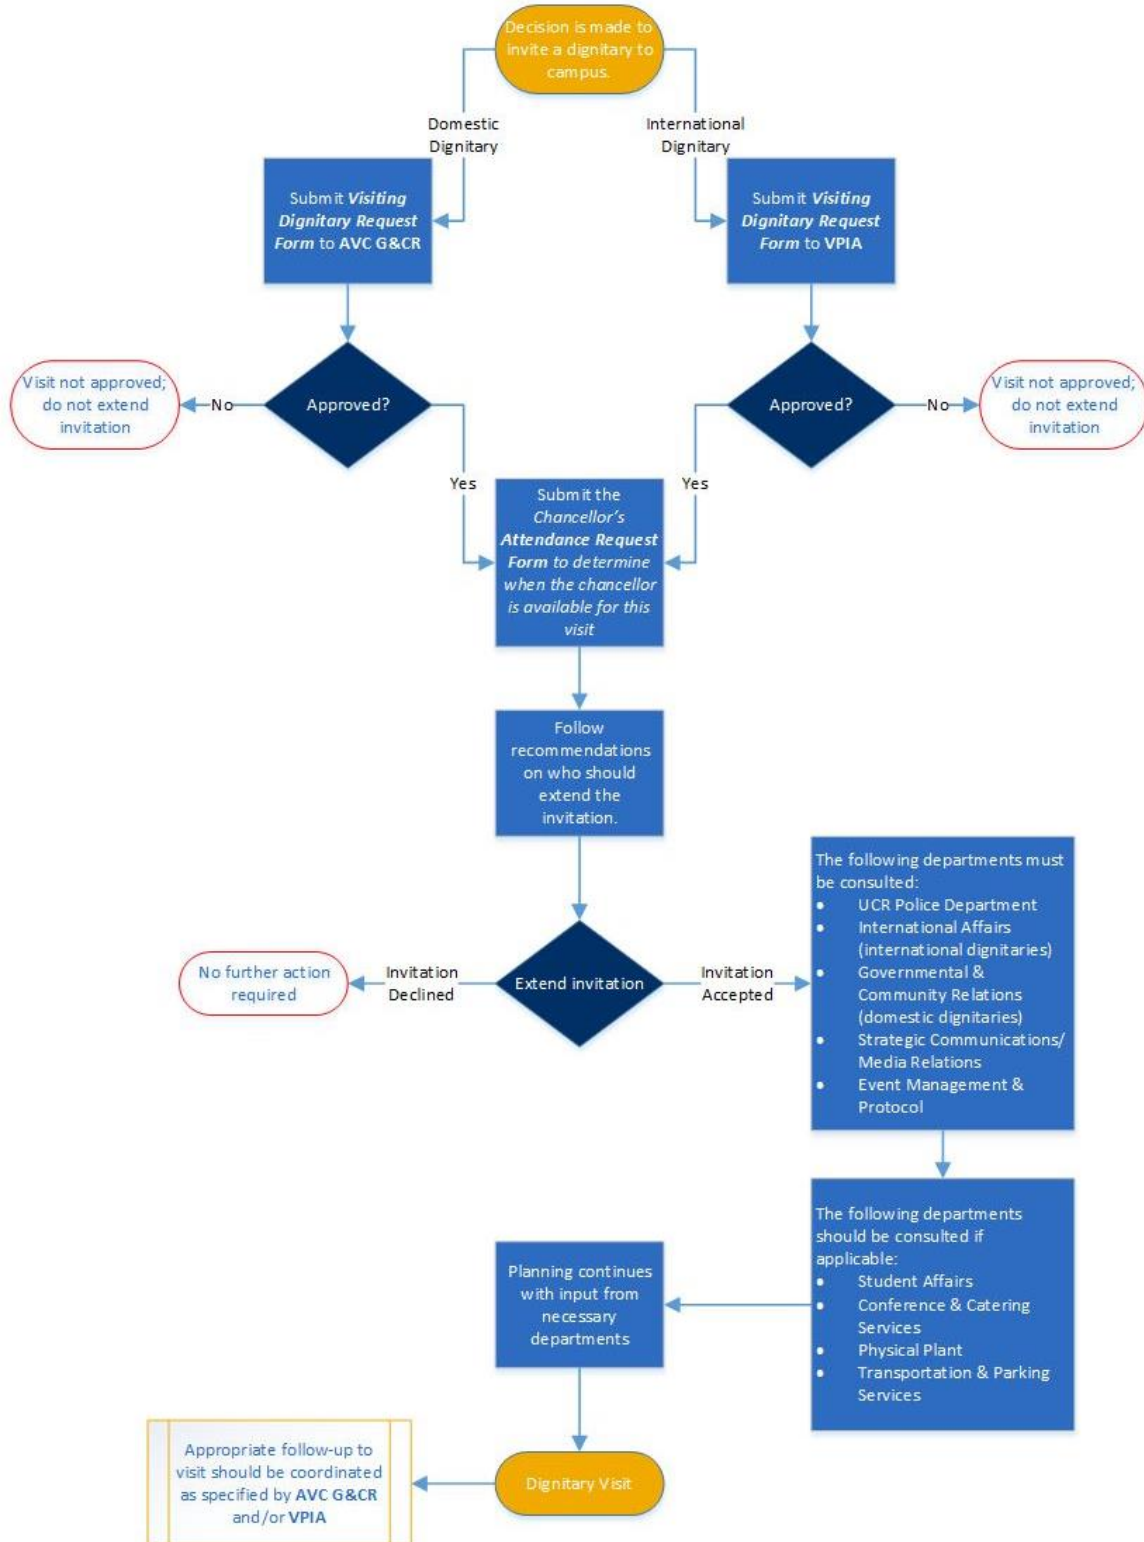 Decision is made to
invite a dignitary to
campus.
Domestic
Dignitary
International
Dignitary
Submit Visiting
Dignitary Request
Form to AVC G&CR
Submit Visiting
Dignitary Request
Form to VPIA
Visit not approved;
do not extend
invitation
No
Approved?
Approved?
No
Visit not approved;
do not extend
invitation
Yes
Yes
Submit the
Chancellor's
Attendance Request
Form to determine
when the chancellor
is available for this
visit
Follow
recommendations
on who should
extend the
invitation.
No further action
required
Invitation
Declined
Extend invitation
Invitation
Accepted
The following departments must
be consulted:
• UCR Police Department
• International Affairs
(international dignitaries)
• Governmental &
Community Relations
(domestic dignitaries)
• Strategic Communications/
Media Relations
• Event Management &
Protocol
The following departments
should be consulted if
applicable:
• Student Affairs
• Conference & Catering
Services
• Physical Plant
• Transportation & Parking
Services
Planning continues
with input from
necessary
departments
Dignitary Visit
Appropriate follow-up to
visit should be coordinated
as specified by AVC G&CR
and/or VPIA